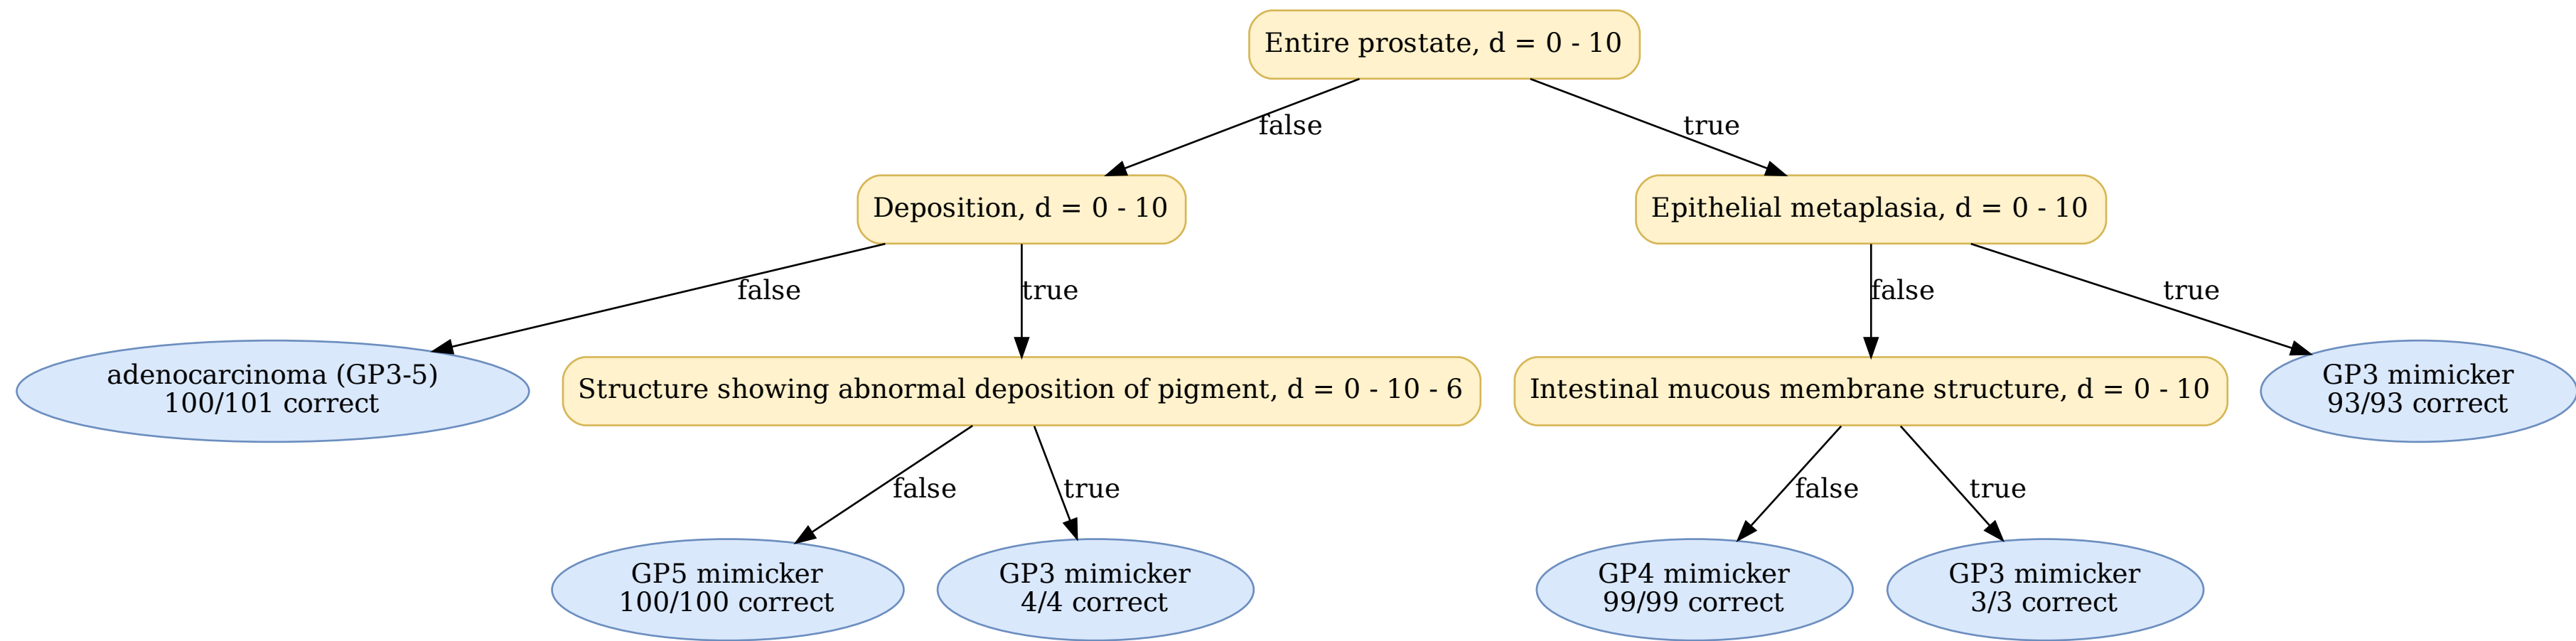 Entire prostate, d = 0 - 10
false
true
Deposition, d = 0 - 10
Epithelial metaplasia, d = 0 - 10
false
true
false
true
adenocarcinoma (GP3-5)
100/101 correct
Structure showing abnormal deposition of pigment, d = 0 - 10 - 6
Intestinal mucous membrane structure, d = 0 - 10
GP3 mimicker
93/93 correct
false
true
false
true
GP5 mimicker
100/100 correct
GP3 mimicker
4/4 correct
GP4 mimicker
99/99 correct
GP3 mimicker
3/3 correct